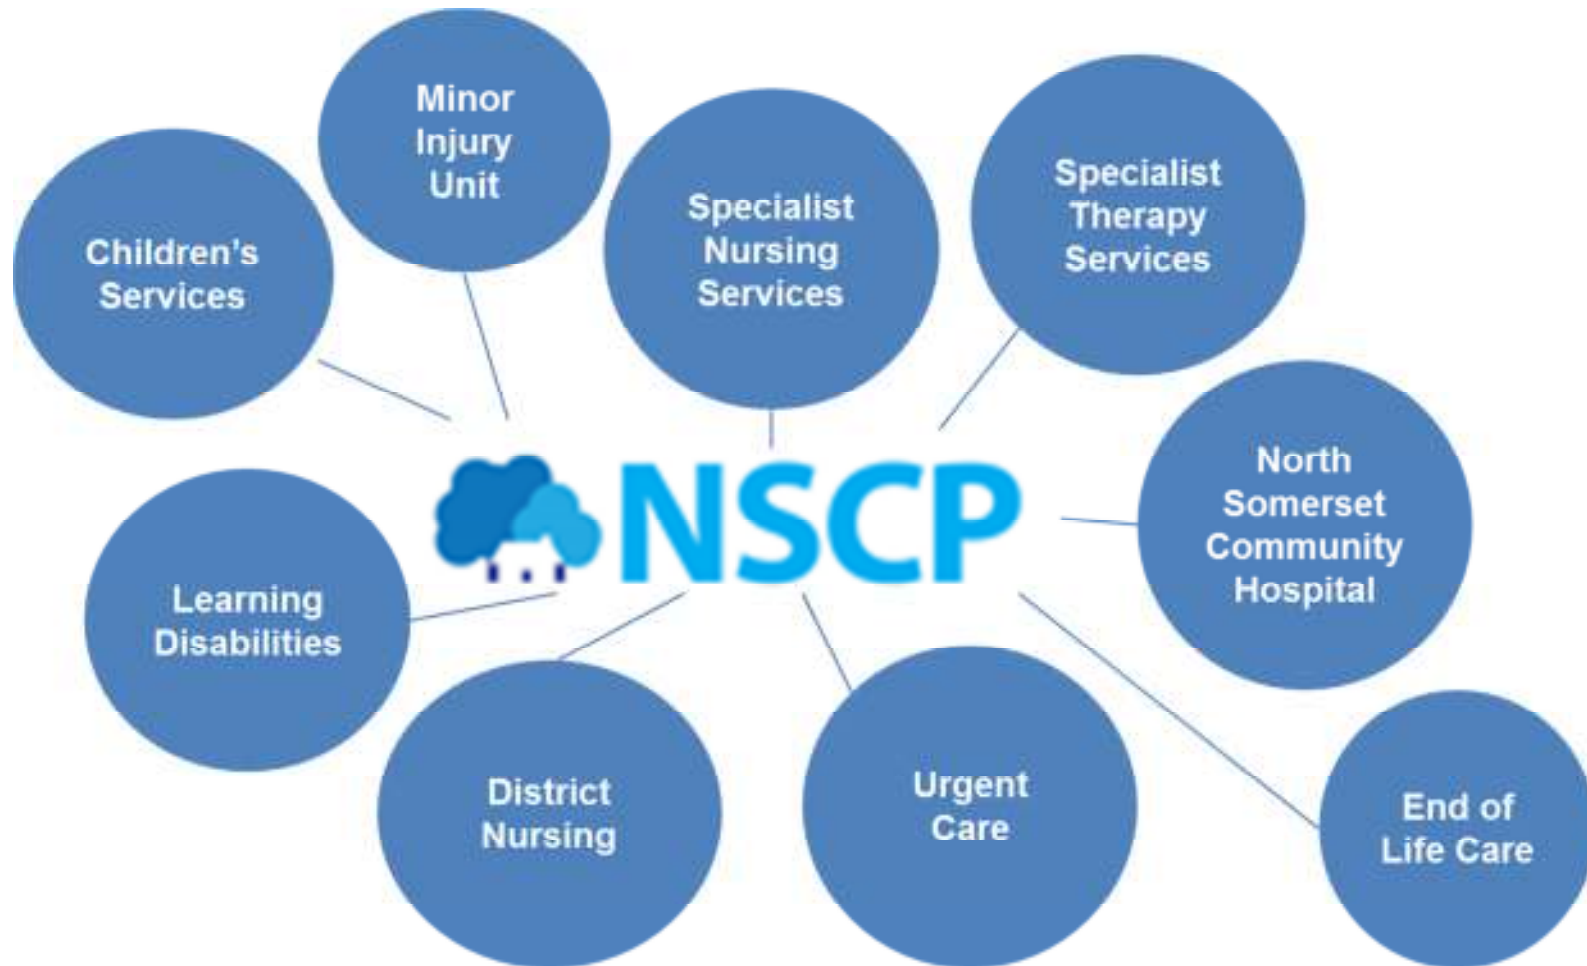 Minor
Injury
Unit
Children's
Services
Specialist
Nursing
Services
Specialist
Therapy
Services
NSCP
North
Somerset
Community
Hospital
Learning
Disabilities
District
Nursing
Urgent
Care
End of
Life Care